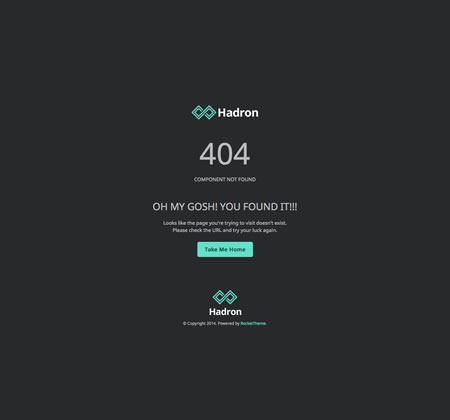 Hadron
404
COMPONENT NOT FOUND
OH MY GOSH! YOU FOUND IT!!!
Looks like the page you're trying to visit doesn't exist.
Please check the URL and try your luck again.
Take Me Home
Hadron
© Copyright 2014. Powered by RocketTheme.